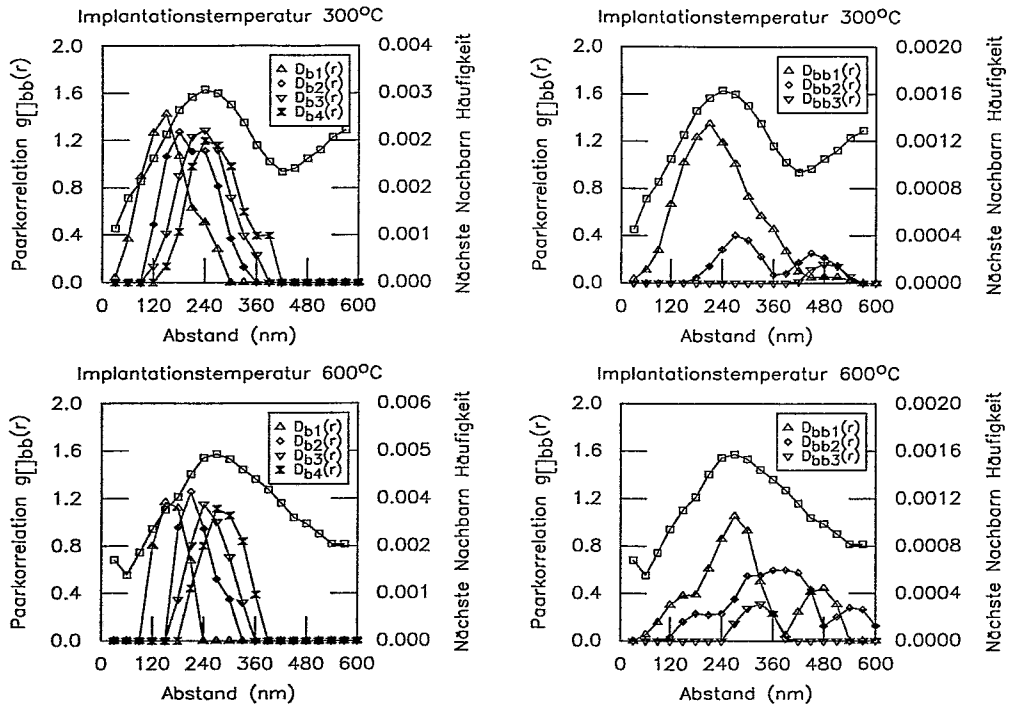 Implantationstemperatur 300°C
Paarkorrelation g[]bb(r)
2.0
1.6
1.2
0.8
0.4
0.0
Db1(r)
Db2(r)
Db3(r)
Db4(r)
0.004
0.003
0.002
0.002
0.001
0.000
Nächste Nachbarn Häufigkeit
0 120 240 360 480 600
Abstand (nm)
Implantationstemperatur 300°C
Paarkorrelation g[]bb(r)
2.0
1.6
1.2
0.8
0.4
0.0
Dbb1(r)
Dbb2(r)
Dbb3(r)
0.0020
0.0016
0.0012
0.0008
0.0004
0.0000
Nächste Nachbarn Häufigkeit
0 120 240 360 480 600
Abstand (nm)
Implantationstemperatur 600°C
Paarkorrelation g[]bb(r)
2.0
1.6
1.2
0.8
0.4
0.0
Db1(r)
Db2(r)
Db3(r)
Db4(r)
0.006
0.005
0.004
0.002
0.001
0.000
Nächste Nachbarn Häufigkeit
0 120 240 360 480 600
Abstand (nm)
Implantationstemperatur 600°C
Paarkorrelation g[]bb(r)
2.0
1.6
1.2
0.8
0.4
0.0
Dbb1(r)
Dbb2(r)
Dbb3(r)
0.0020
0.0016
0.0012
0.0008
0.0004
0.0000
Nächste Nachbarn Häufigkeit
0 120 240 360 480 600
Abstand (nm)